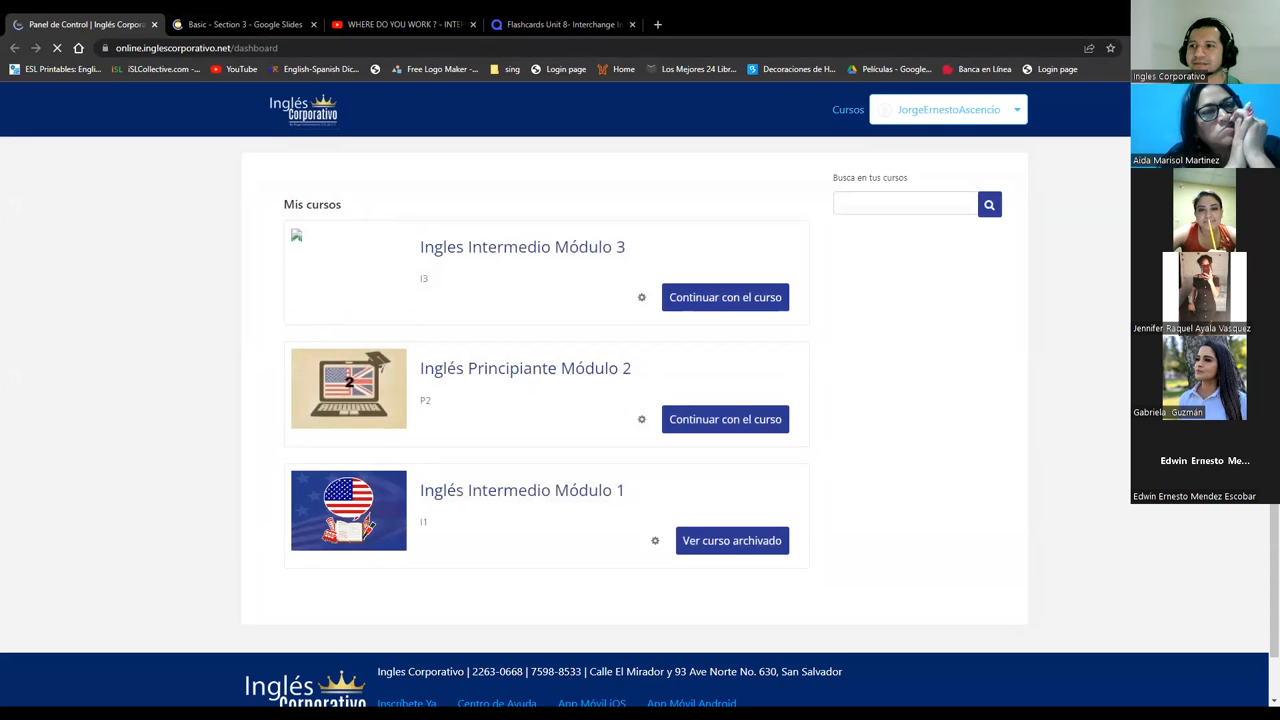 Panel de Control | Inglés Corpor
Basic - Section 3 - Google Slides
WHERE DO YOU WORK ? - INTER
Flashcards Unit 8- Interchange In
online.inglescorporativo.net/dashboard
ESL Printables: Engli...
iSLCollective.com - ...
YouTube
English-Spanish Dic...
Free Logo Maker -...
sing
Login page
Home
Los Mejores 24 Libr...
Decoraciones de H...
Películas - Google...
Banca en Línea
Login page
Inglés
Corporativo
Cursos
JorgeErnestoAscencio
Busca en tus cursos
Mis cursos
Ingles Intermedio Módulo 3
I3
Continuar con el curso
Inglés Principiante Módulo 2
2
P2
Continuar con el curso
Inglés Intermedio Módulo 1
I1
Ver curso archivado
Inglés
Corporativo
Ingles Corporativo | 2263-0668 | 7598-8533 | Calle El Mirador y 93 Ave Norte No. 630, San Salvador
Inscríbete Ya
Centro de Ayuda
App Móvil iOS
App Móvil Android
Ingles Corporativo
Aida Marisol Martinez
Jennifer Raquel Ayala Vasquez
Gabriela Guzmán
Edwin Ernesto Me...
Edwin Ernesto Mendez Escobar